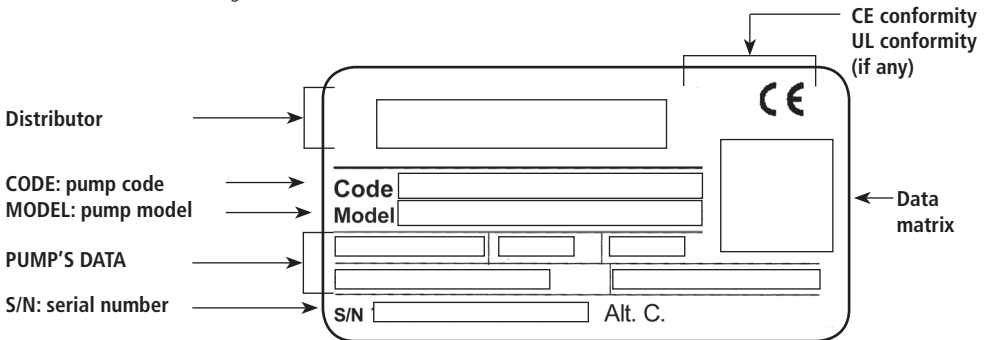 CE conformity
UL conformity
(if any)
CE
Distributor
CODE: pump code
MODEL: pump model
Code
Model
Data
matrix
PUMP'S DATA
S/N: serial number
S/N
Alt. C.